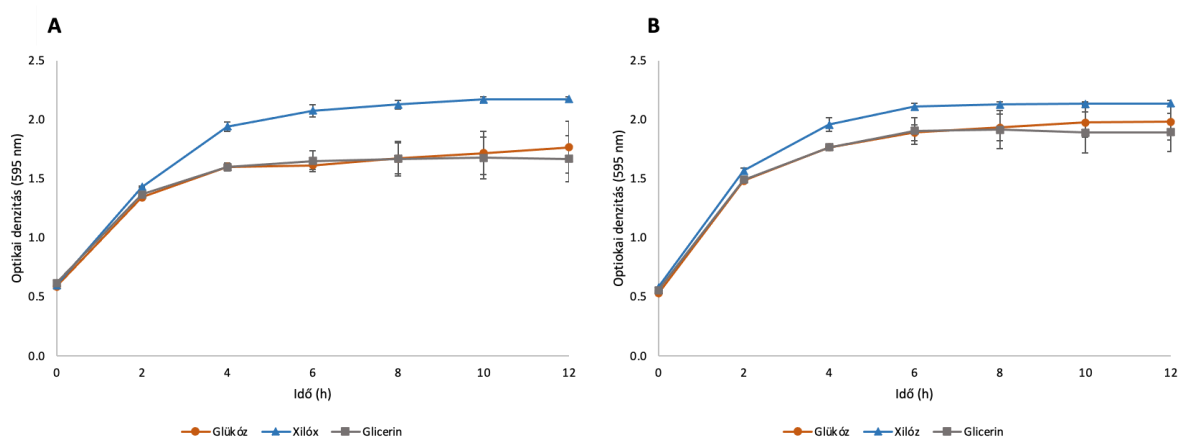 A
Optikai denzitás (595 nm)
2.5
2.0
1.5
1.0
0.5
0.0
0 2 4 6 8 10 12
Idő (h)
Glükóz Xilóx Glicerin
B
Optiokai denzitás (595 nm)
2.5
2.0
1.5
1.0
0.5
0.0
0 2 4 6 8 10 12
Idő (h)
Glükóz Xilóz Glicerin